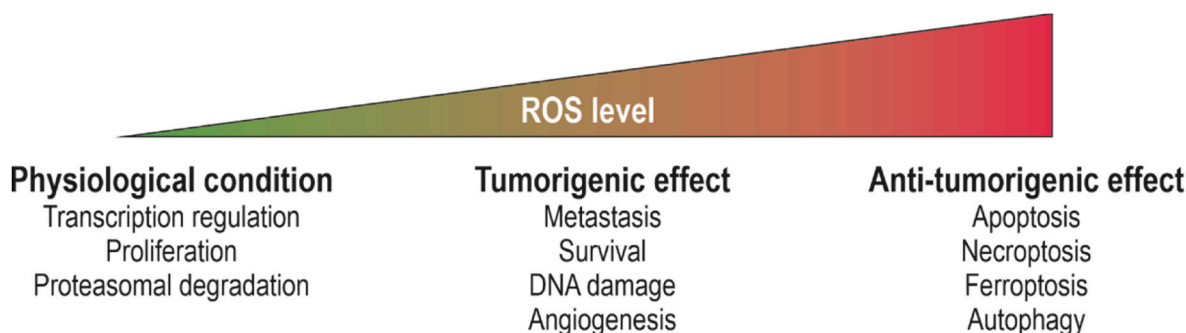 ROS level
Physiological condition
Transcription regulation
Proliferation
Proteasomal degradation
Tumorigenic effect
Metastasis
Survival
DNA damage
Angiogenesis
Anti-tumorigenic effect
Apoptosis
Necroptosis
Ferroptosis
Autophagy